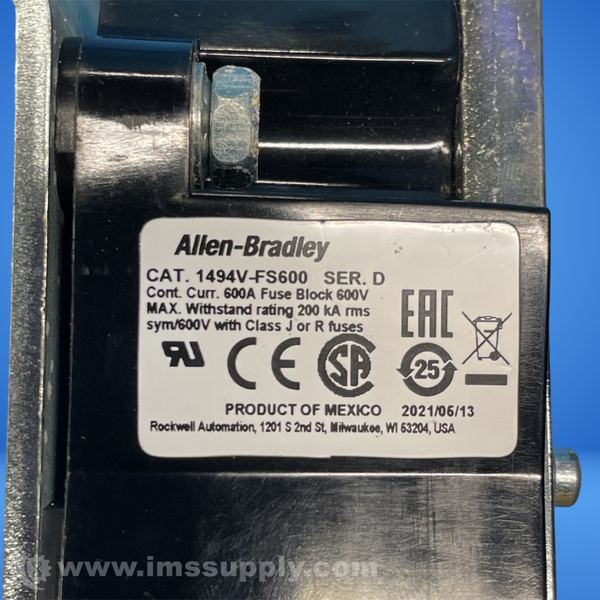 Allen-Bradley
CAT. 1494V-FS600 SER. D
Cont. Curr. 600A Fuse Block 600V
MAX. Withstand rating 200 kA rms
sym/600V with Class J or R fuses
EAC
CE
SA
25
PRODUCT OF MEXICO 2021/06/13
Rockwell Automation, 1201 S 2nd St, Milwaukee, WI 53204, USA
www.imssupply.com